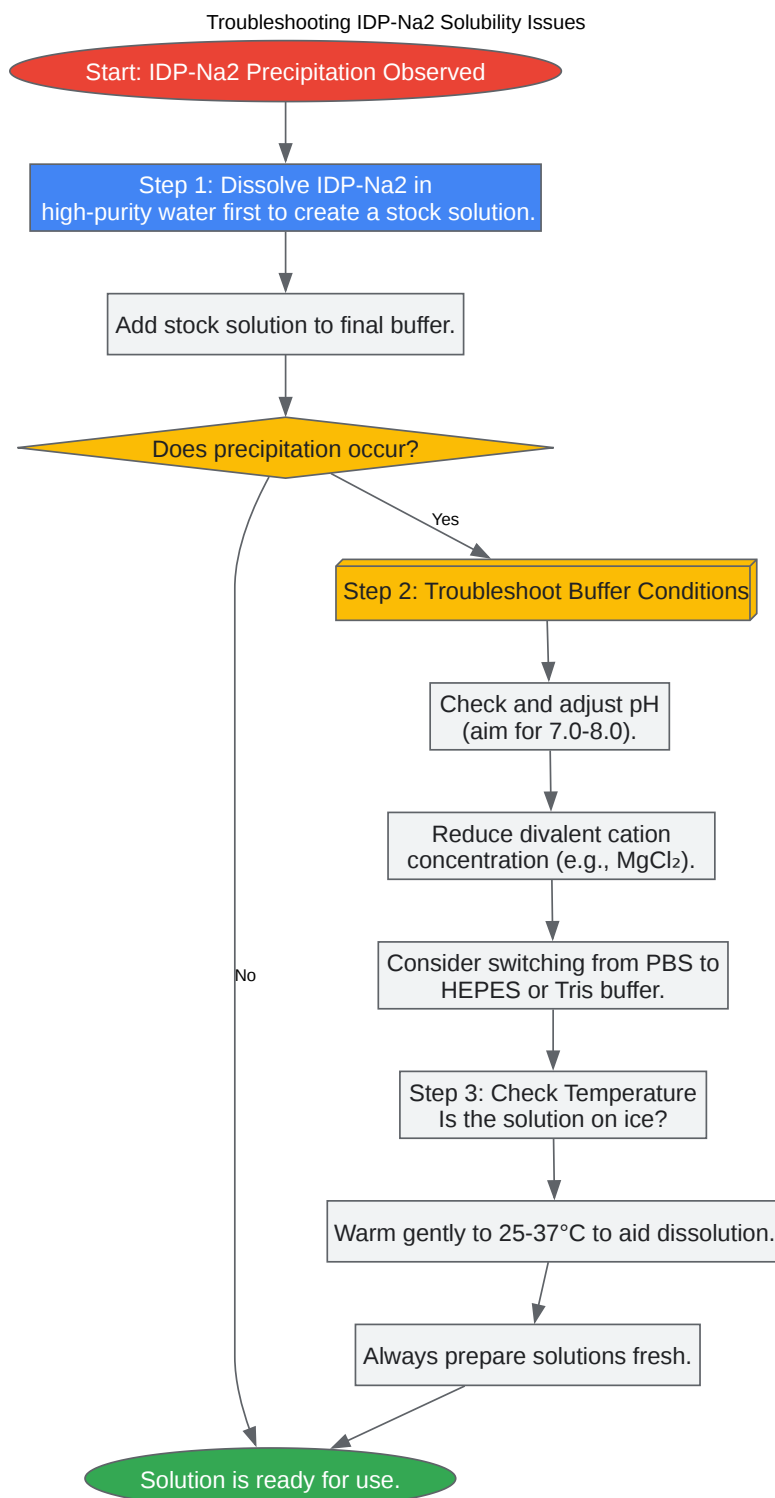 Troubleshooting IDP-Na2 Solubility Issues
Start: IDP-Na2 Precipitation Observed
Step 1: Dissolve IDP-Na2 in
high-purity water first to create a stock solution.
Add stock solution to final buffer.
Does precipitation occur?
Yes
Step 2: Troubleshoot Buffer Conditions
Check and adjust pH
(aim for 7.0-8.0).
Reduce divalent cation
concentration (e.g., MgCl₂).
Consider switching from PBS to
HEPES or Tris buffer.
No
Step 3: Check Temperature
Is the solution on ice?
Warm gently to 25-37°C to aid dissolution.
Always prepare solutions fresh.
Solution is ready for use.